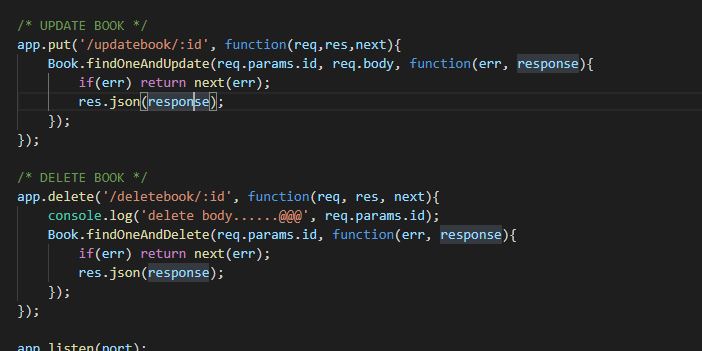 /* UPDATE BOOK */
app.put('/updatebook/:id', function(req,res,next){
    Book.findOneAndUpdate(req.params.id, req.body, function(err, response){
        if(err) return next(err);
        res.json(response);
    });
});

/* DELETE BOOK */
app.delete('/deletebook/:id', function(req, res, next){
    console.log('delete body......@@@', req.params.id);
    Book.findOneAndDelete(req.params.id, function(err, response){
        if(err) return next(err);
        res.json(response);
    });
});

app.listen(port);